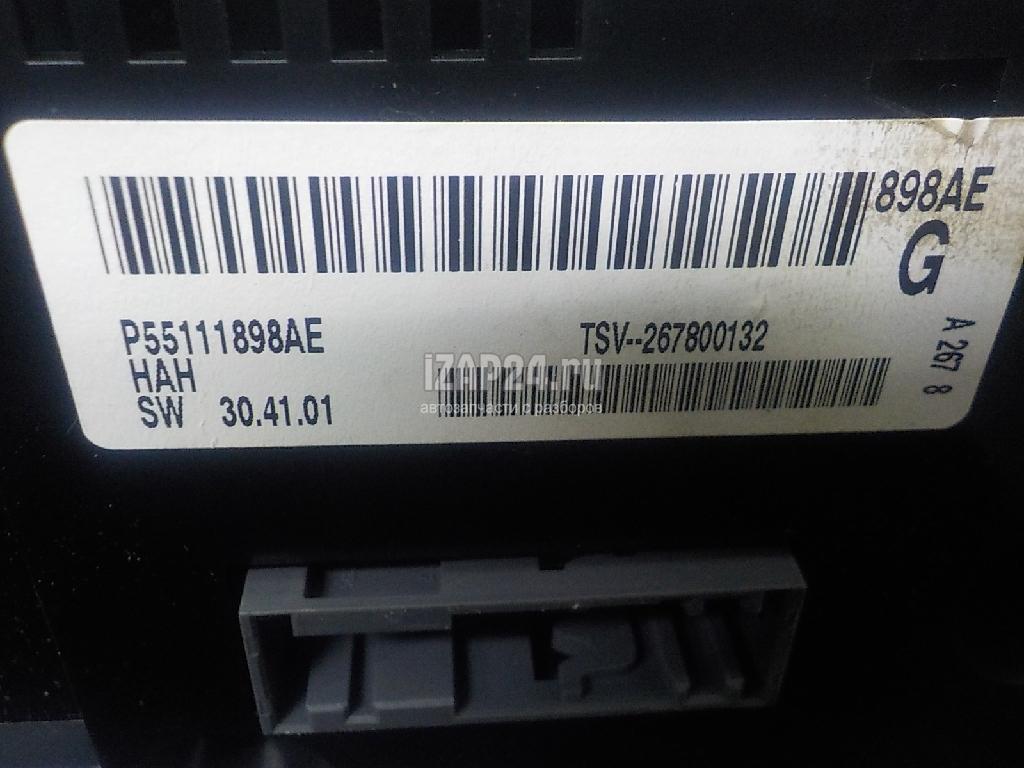 898AE
G
P55111898AE
TSV--267800132
HAH
SW 30.41.01
A 267 8
iZAP24.ru
автозапчасти с разборов